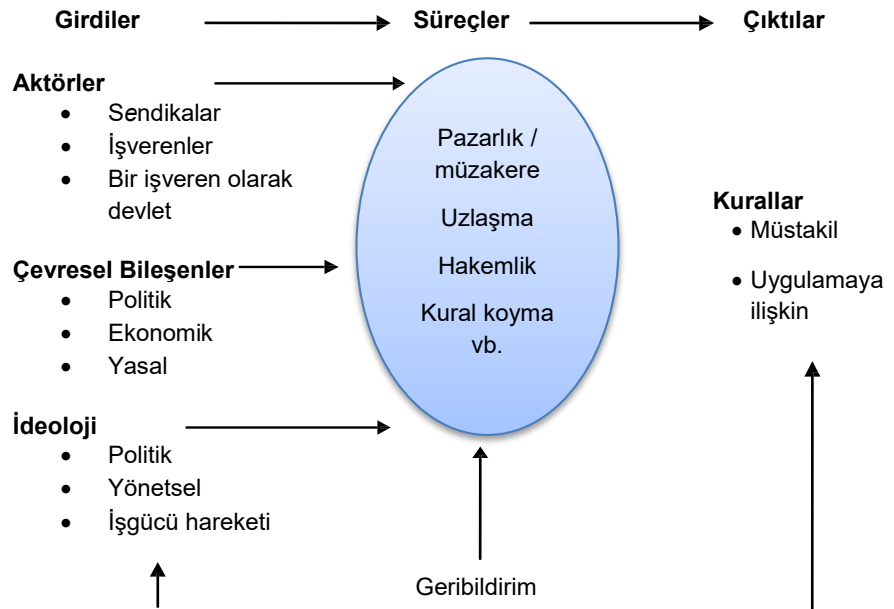 Girdiler
Süreçler
Çıktılar
Aktörler
• Sendikalar
• İşverenler
• Bir işveren olarak
devlet
Çevresel Bileşenler
• Politik
• Ekonomik
• Yasal
İdeoloji
• Politik
• Yönetsel
• İşgücü hareketi
Pazarlık /
müzakere
Uzlaşma
Hakemlik
Kural koyma
vb.
Geribildirim
Kurallar
• Müstakil
• Uygulamaya
ilişkin